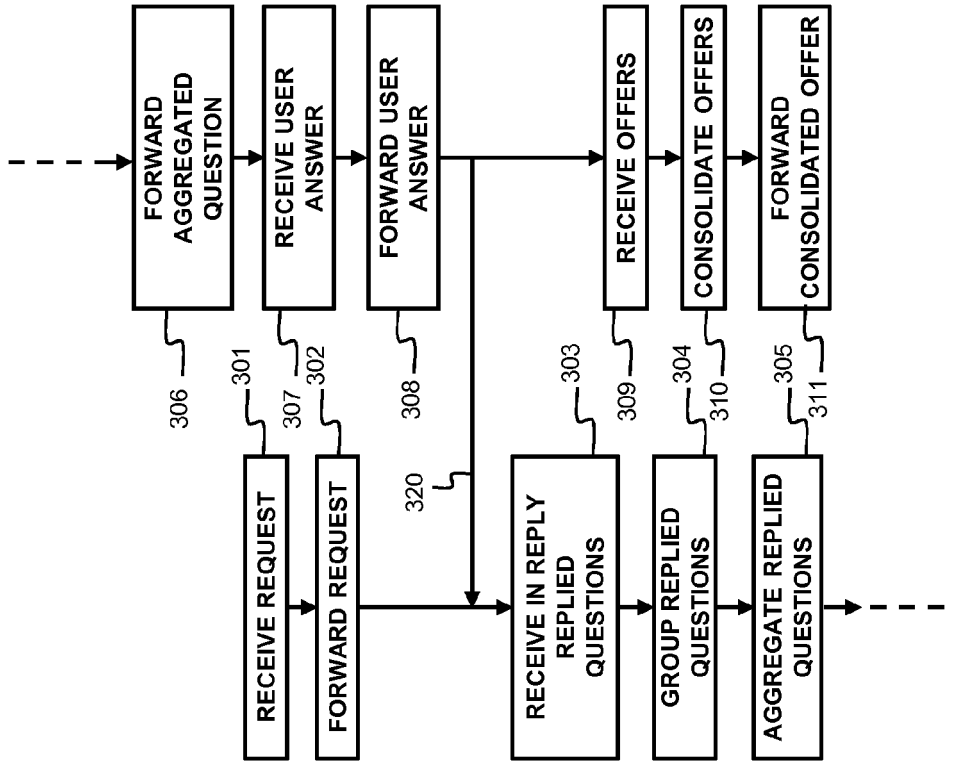 RECEIVE REQUEST
301
FORWARD REQUEST
302
RECEIVE IN REPLY
REPLIED
QUESTIONS
303
GROUP REPLIED
QUESTIONS
304
AGGREGATE REPLIED
QUESTIONS
305
306
FORWARD
AGGREGATED
QUESTION
307
RECEIVE USER
ANSWER
308
FORWARD USER
ANSWER
320
309
RECEIVE OFFERS
310
CONSOLIDATE OFFERS
311
FORWARD
CONSOLIDATED OFFER